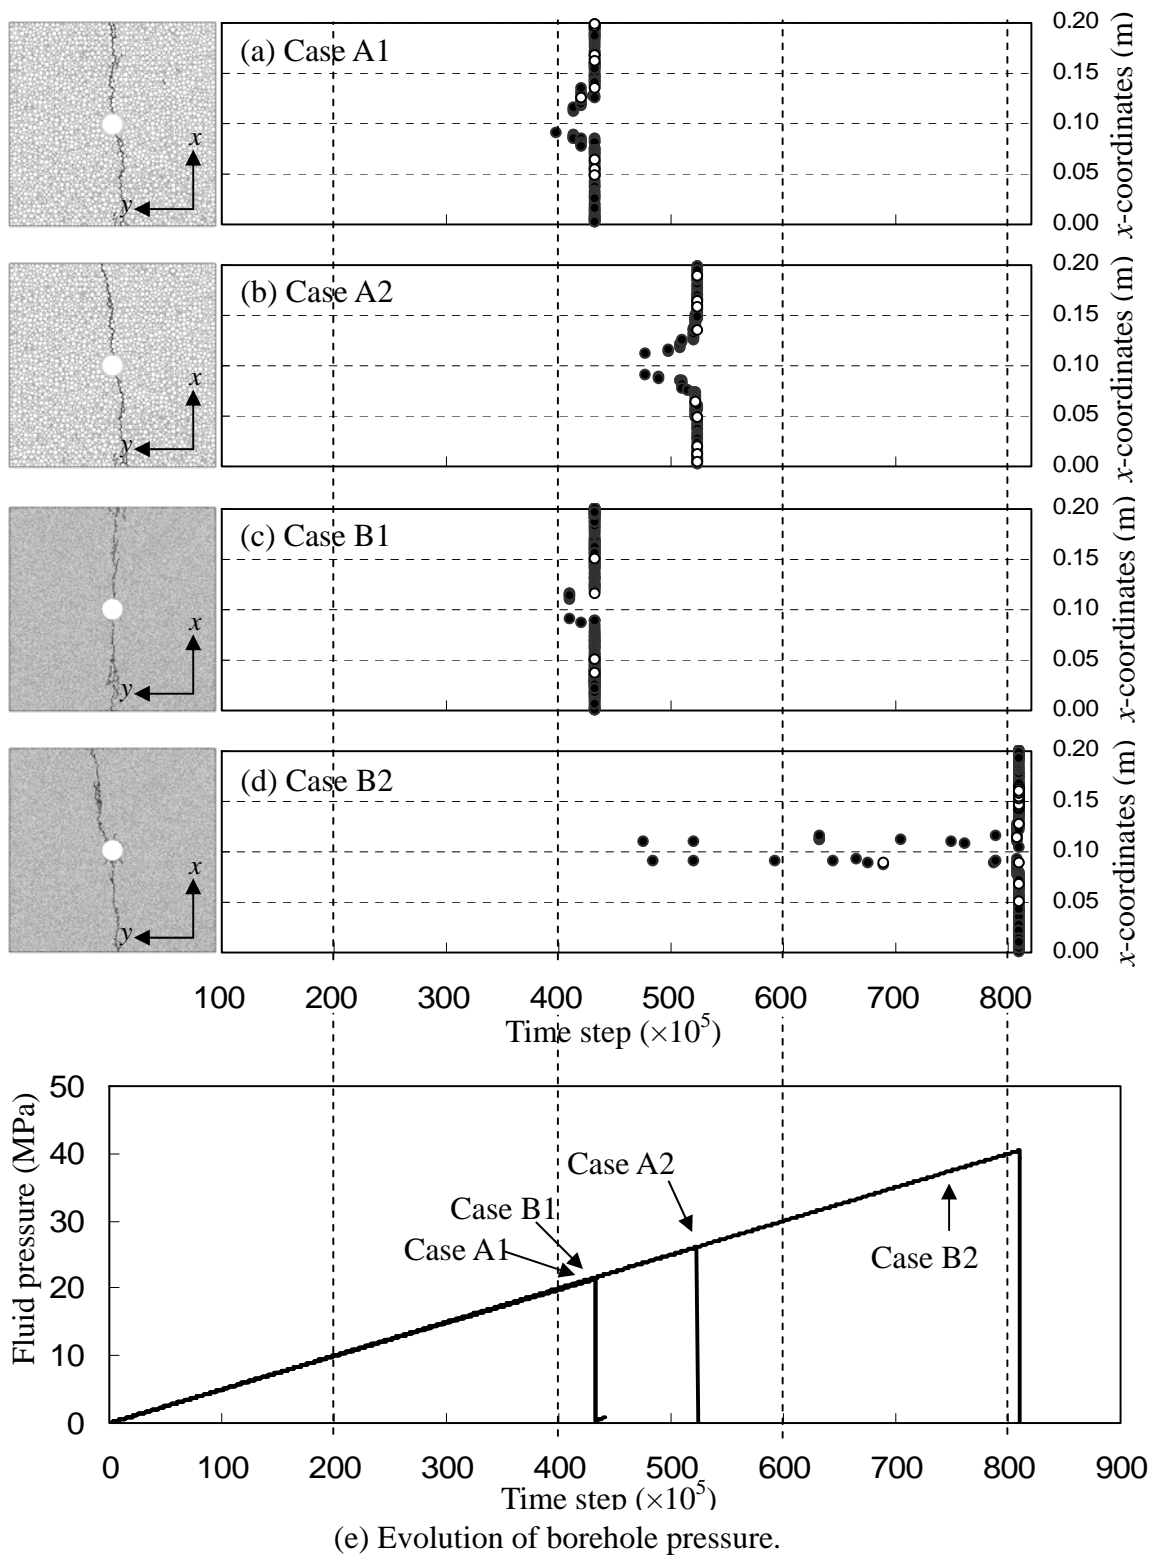 (a) Case A1
x
y
0.20
0.15
0.10
0.05
0.00
x-coordinates (m)
(b) Case A2
x
y
0.20
0.15
0.10
0.05
0.00
x-coordinates (m)
(c) Case B1
x
y
0.20
0.15
0.10
0.05
0.00
x-coordinates (m)
(d) Case B2
x
y
0.20
0.15
0.10
0.05
0.00
x-coordinates (m)
100 200 300 400 500 600 700 800
Time step (×10⁵)
Fluid pressure (MPa)
50
40
30
20
10
0
Case A2
Case B1
Case A1
Case B2
0 100 200 300 400 500 600 700 800 900
Time step (×10⁵)
(e) Evolution of borehole pressure.